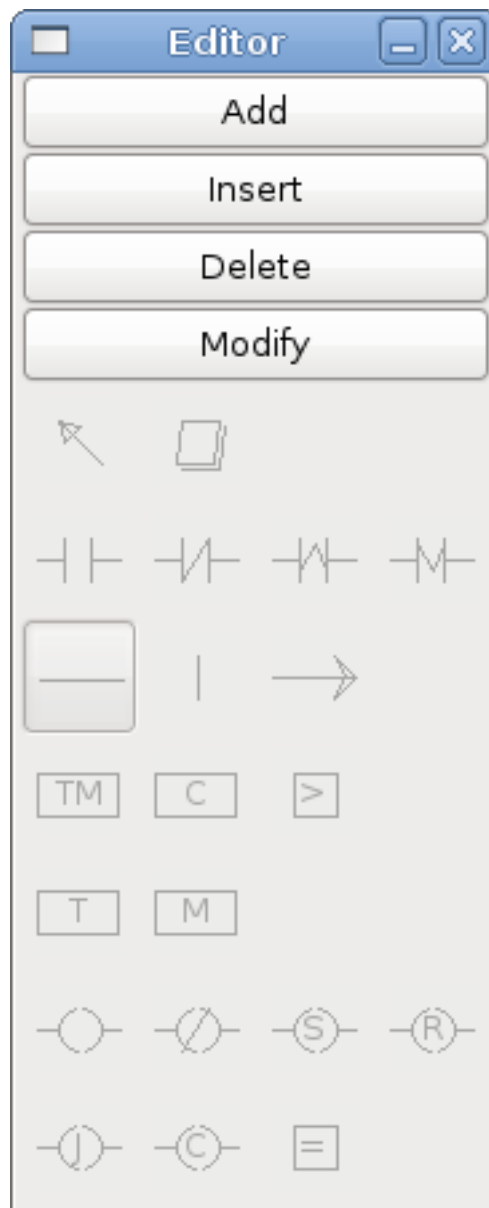 Editor
Add
Insert
Delete
Modify
TM C >
T M
S R
J C =